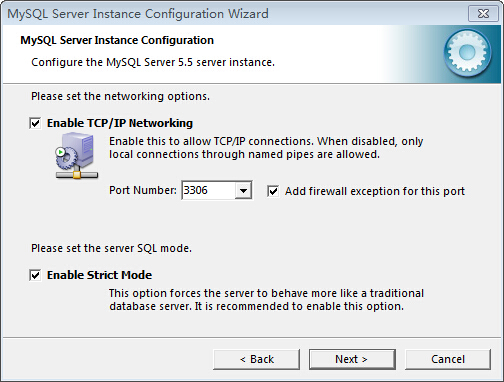 MySQL Server Instance Configuration Wizard
MySQL Server Instance Configuration
Configure the MySQL Server 5.5 server instance.
Please set the networking options.
Enable TCP/IP Networking
Enable this to allow TCP/IP connections. When disabled, only
local connections through named pipes are allowed.
Port Number: 3306 Add firewall exception for this port
Please set the server SQL mode.
Enable Strict Mode
This option forces the server to behave more like a traditional
database server. It is recommended to enable this option.
< Back Next > Cancel